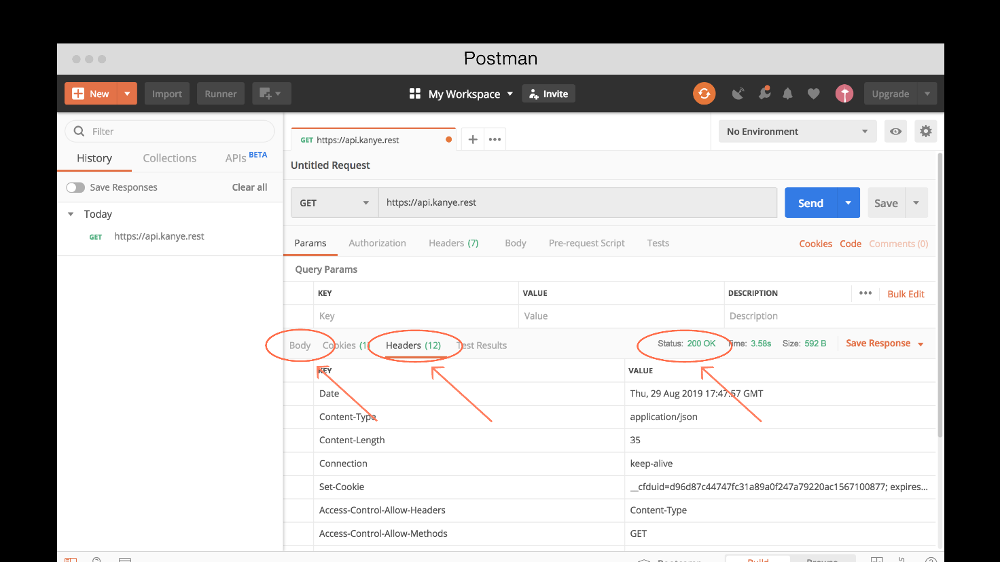 Postman
New
Import
Runner
My Workspace
Invite
Upgrade
Filter
History
Collections
APIs BETA
Save Responses
Clear all
Today
GET https://api.kanye.rest
GET https://api.kanye.rest
No Environment
Untitled Request
GET https://api.kanye.rest
Send
Save
Params
Authorization
Headers (7)
Body
Pre-request Script
Tests
Cookies
Code
Comments (0)
Query Params
KEY VALUE DESCRIPTION
Bulk Edit
Key Value Description
Body
Cookies (1)
Headers (12)
Test Results
Status: 200 OK
Time: 3.58s
Size: 592 B
Save Response
KEY VALUE
Date Thu, 29 Aug 2019 17:47:57 GMT
Content-Type application/json
Content-Length 35
Connection keep-alive
Set-Cookie __cfduid=d96d87c44747fc31a89a0f247a79220ac1567100877; expires...
Access-Control-Allow-Headers Content-Type
Access-Control-Allow-Methods GET
Build
Browse